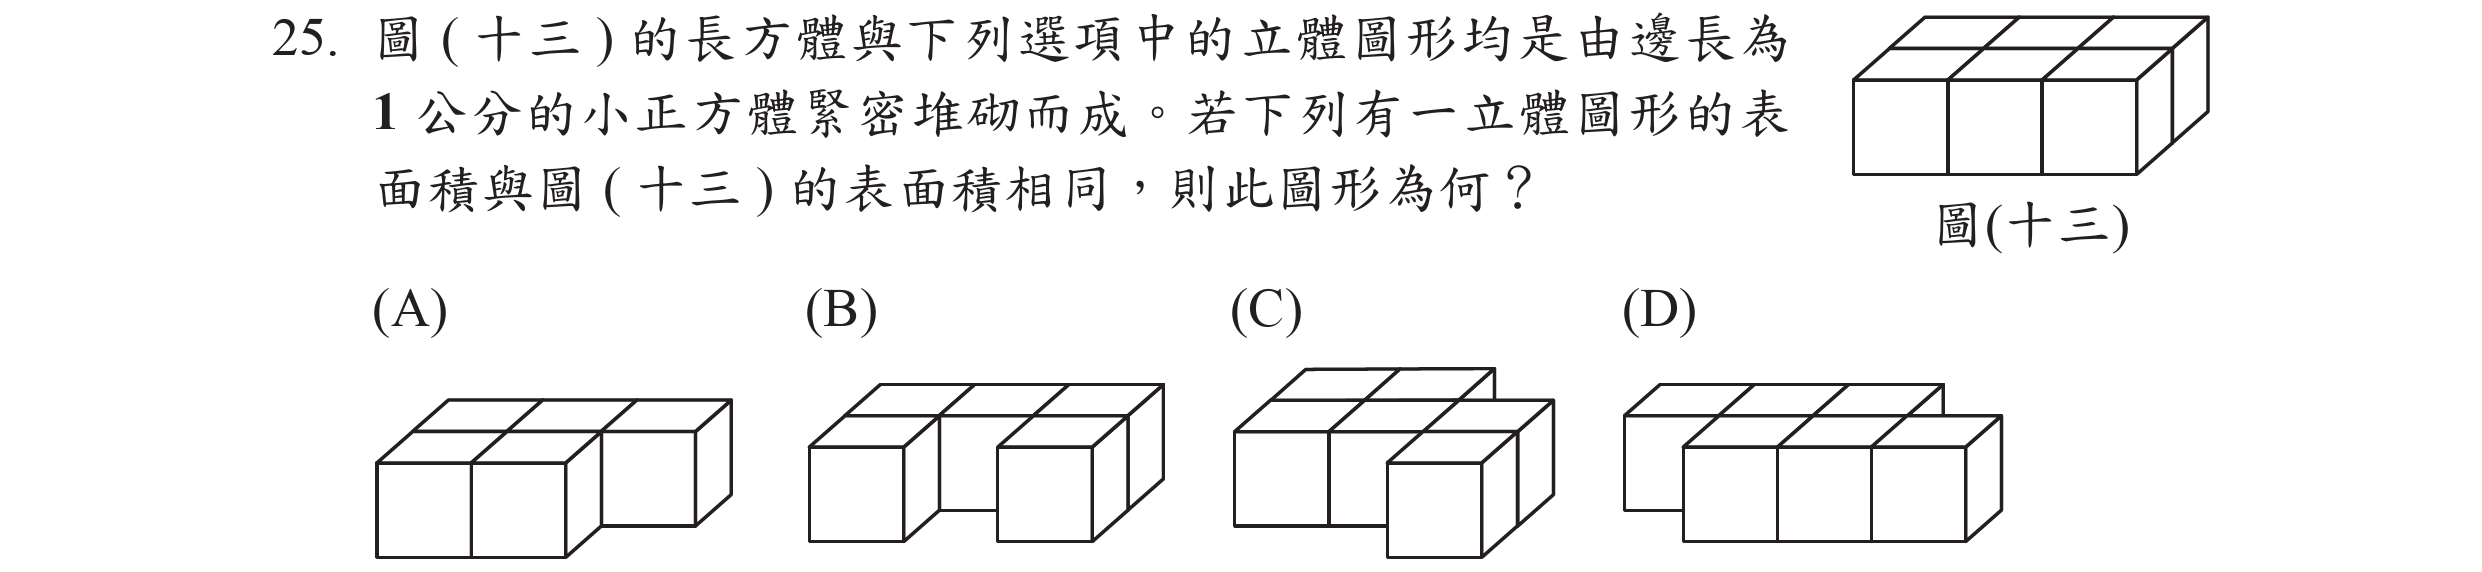 25. 圖(十三)的長方體與下列選項中的立體圖形均是由邊長為
1公分的小正方體緊密堆砌而成。若下列有一立體圖形的表
面積與圖(十三)的表面積相同，則此圖形為何？
圖(十三)
(A) (B) (C) (D)